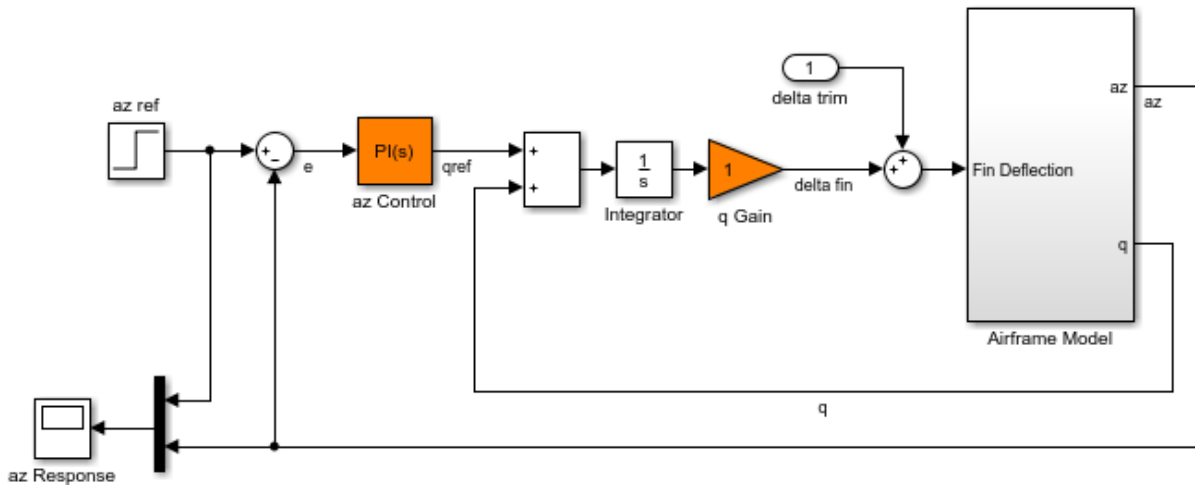 az ref
+
−
e
PI(s)
az Control
qref
+
+
1
s
Integrator
1
q Gain
delta fin
1
delta trim
+
+
Fin Deflection
az
q
Airframe Model
az
q
az Response